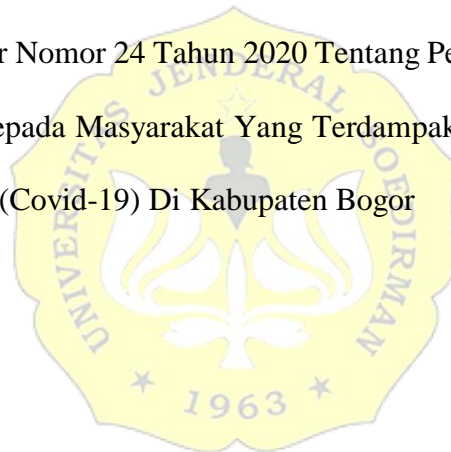 r Nomor 24 Tahun 2020 Tentang Pe
epada Masyarakat Yang Terdampak
(Covid-19) Di Kabupaten Bogor
UNIVERSITAS JENDERAL SOEDIRMAN
* 1963 *